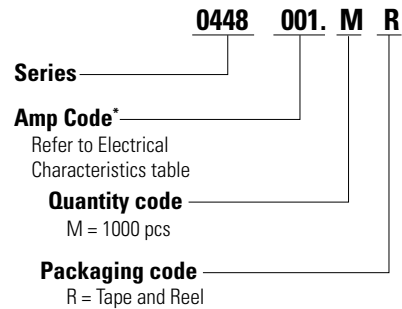 0448 001. M R
Series
Amp Code*
Refer to Electrical
Characteristics table
Quantity code
M = 1000 pcs
Packaging code
R = Tape and Reel